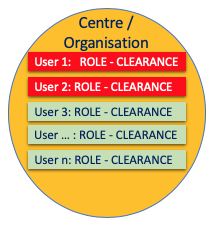 Centre /
Organisation
User 1: ROLE - CLEARANCE
User 2: ROLE - CLEARANCE
User 3: ROLE - CLEARANCE
User ... : ROLE - CLEARANCE
User n: ROLE - CLEARANCE